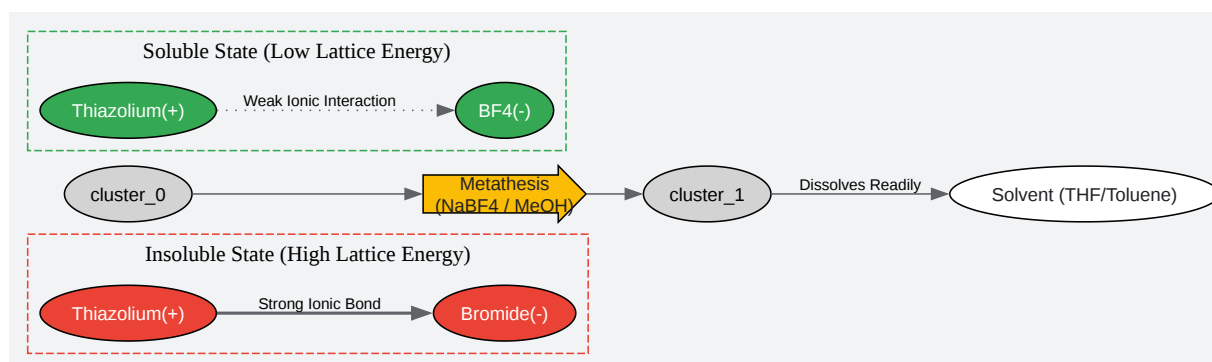 Soluble State (Low Lattice Energy)
Thiazolium(+)
Weak Ionic Interaction
BF4(-)
cluster_0
Metathesis
(NaBF4 / MeOH)
cluster_1
Dissolves Readily
Solvent (THF/Toluene)
Insoluble State (High Lattice Energy)
Thiazolium(+)
Strong Ionic Bond
Bromide(-)